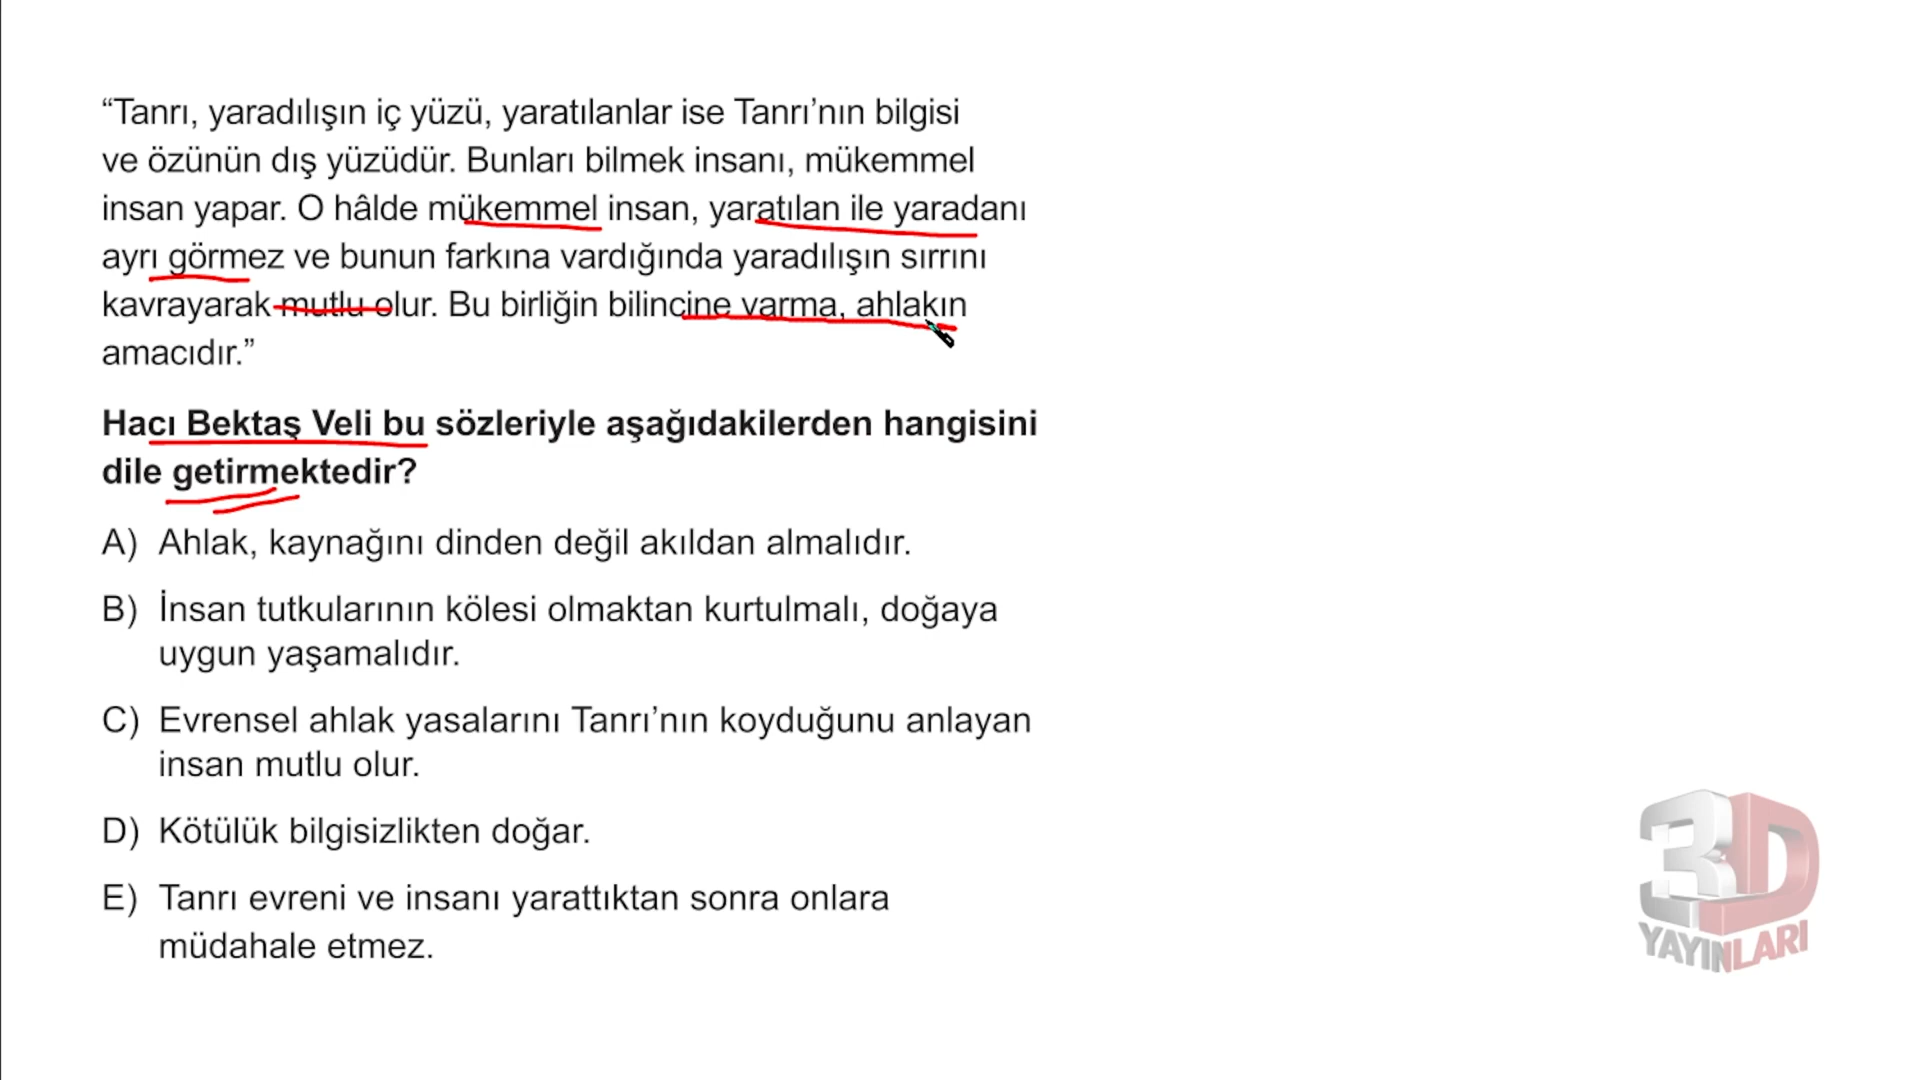 “Tanrı, yaradılışın iç yüzü, yaratılanlar ise Tanrı’nın bilgisi
ve özünün dış yüzüdür. Bunları bilmek insanı, mükemmel
insan yapar. O hâlde mükemmel insan, yaratılan ile yaradanı
ayrı görmez ve bunun farkına vardığında yaradılışın sırrını
kavrayarak mutlu olur. Bu birliğin bilincine varma, ahlakın
amacıdır.”
Hacı Bektaş Veli bu sözleriyle aşağıdakilerden hangisini
dile getirmektedir?
A) Ahlak, kaynağını dinden değil akıldan almalıdır.
B) İnsan tutkularının kölesi olmaktan kurtulmalı, doğaya
uygun yaşamalıdır.
C) Evrensel ahlak yasalarını Tanrı’nın koyduğunu anlayan
insan mutlu olur.
D) Kötülük bilgisizlikten doğar.
E) Tanrı evreni ve insanı yarattıktan sonra onlara
müdahale etmez.
3D
YAYINLARI